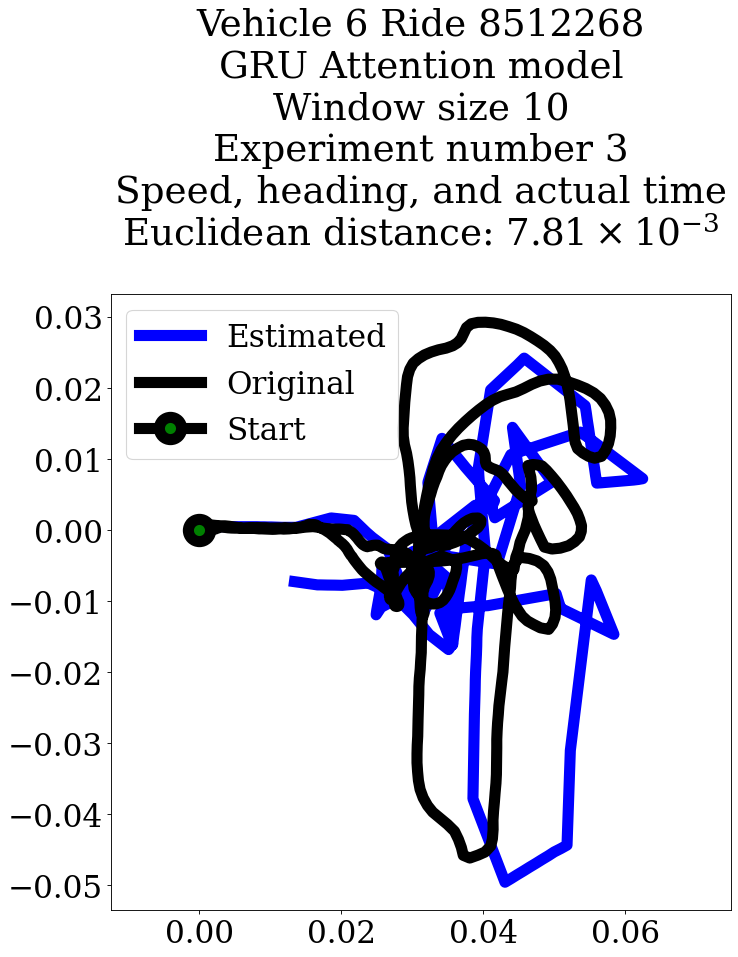 Vehicle 6 Ride 8512268
GRU Attention model
Window size 10
Experiment number 3
Speed, heading, and actual time
Euclidean distance: 7.81 × 10⁻³
Estimated
Original
Start
0.03
0.02
0.01
0.00
−0.01
−0.02
−0.03
−0.04
−0.05
0.00 0.02 0.04 0.06